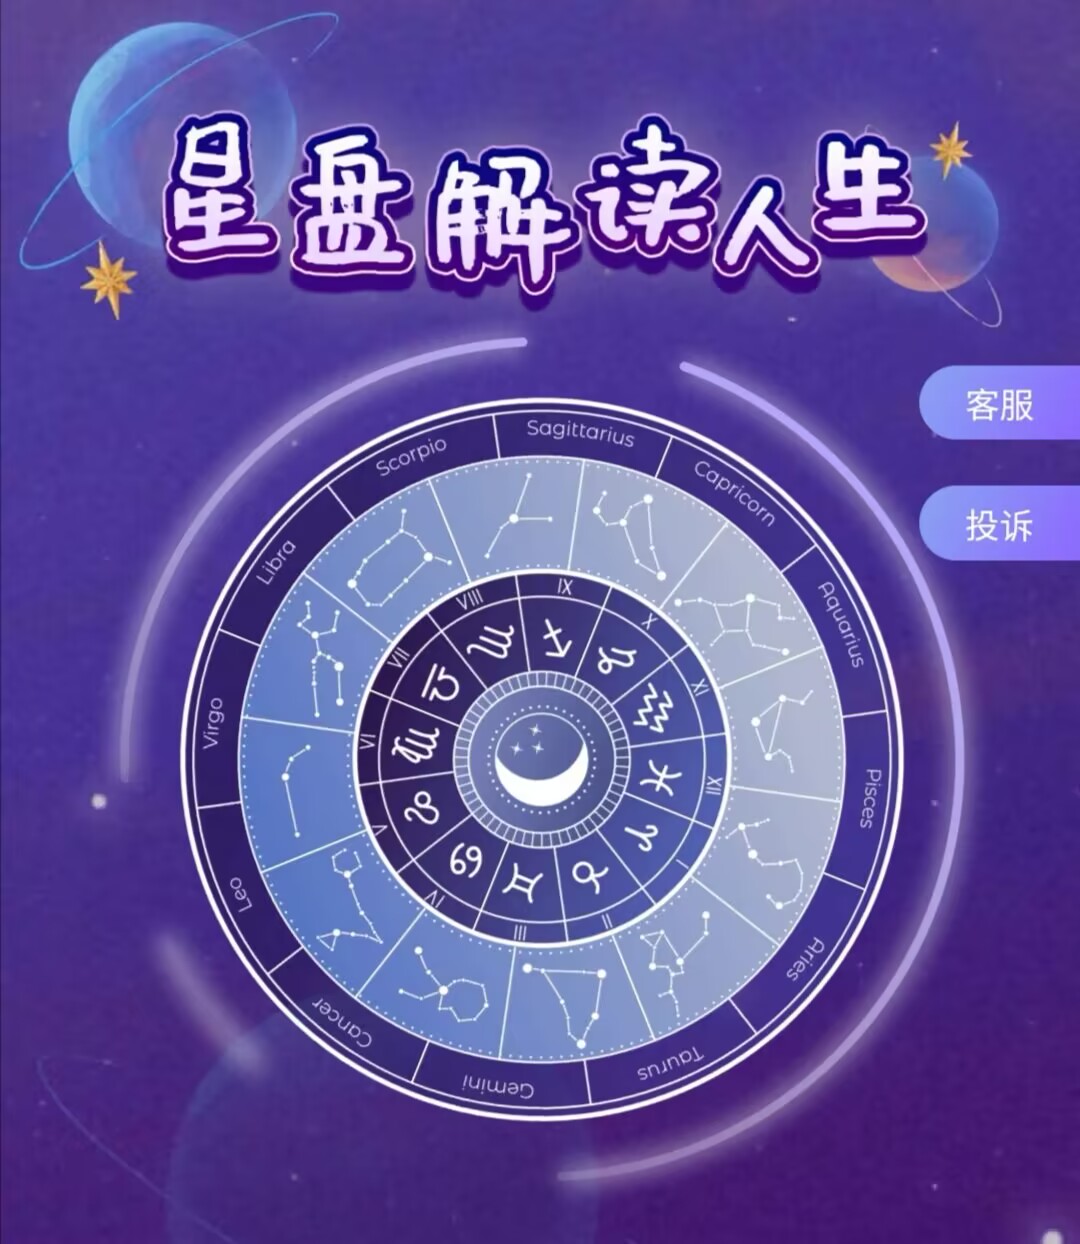 星盘解读人生
客服
投诉
Sagittarius
Capricorn
Aquarius
Pisces
Aries
Taurus
Gemini
Cancer
Leo
Virgo
Libra
Scorpio
IX
X
XI
XII
I
II
III
IV
V
VI
VII
VIII